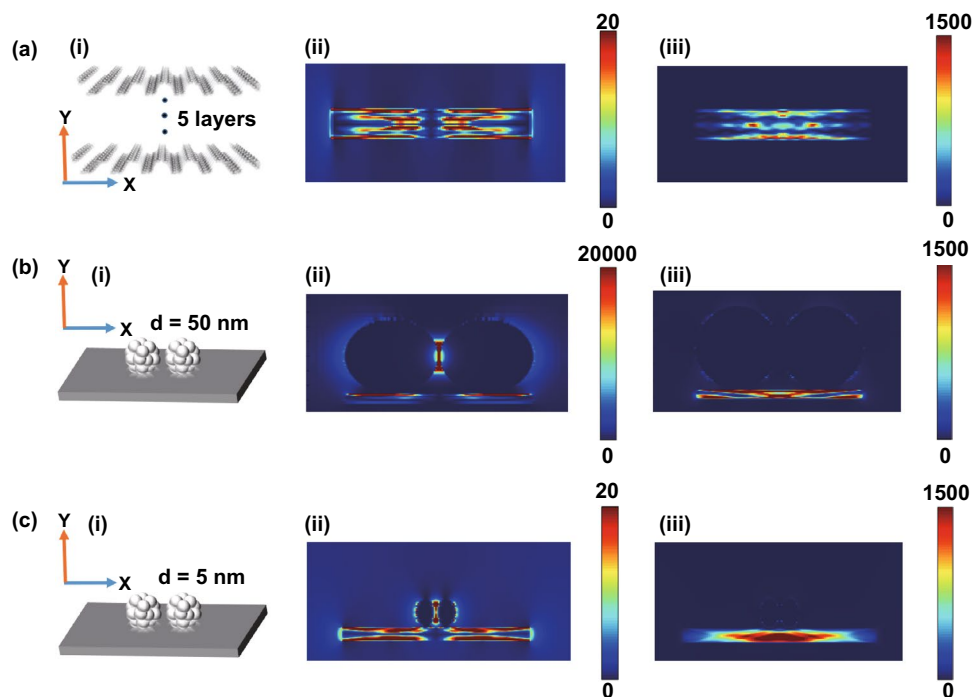 (a)
(i)
5 layers
Y
X
(ii)
20
0
(iii)
1500
0
(b)
(i)
Y
X
d = 50 nm
(ii)
20000
0
(iii)
1500
0
(c)
(i)
Y
X
d = 5 nm
(ii)
20
0
(iii)
1500
0